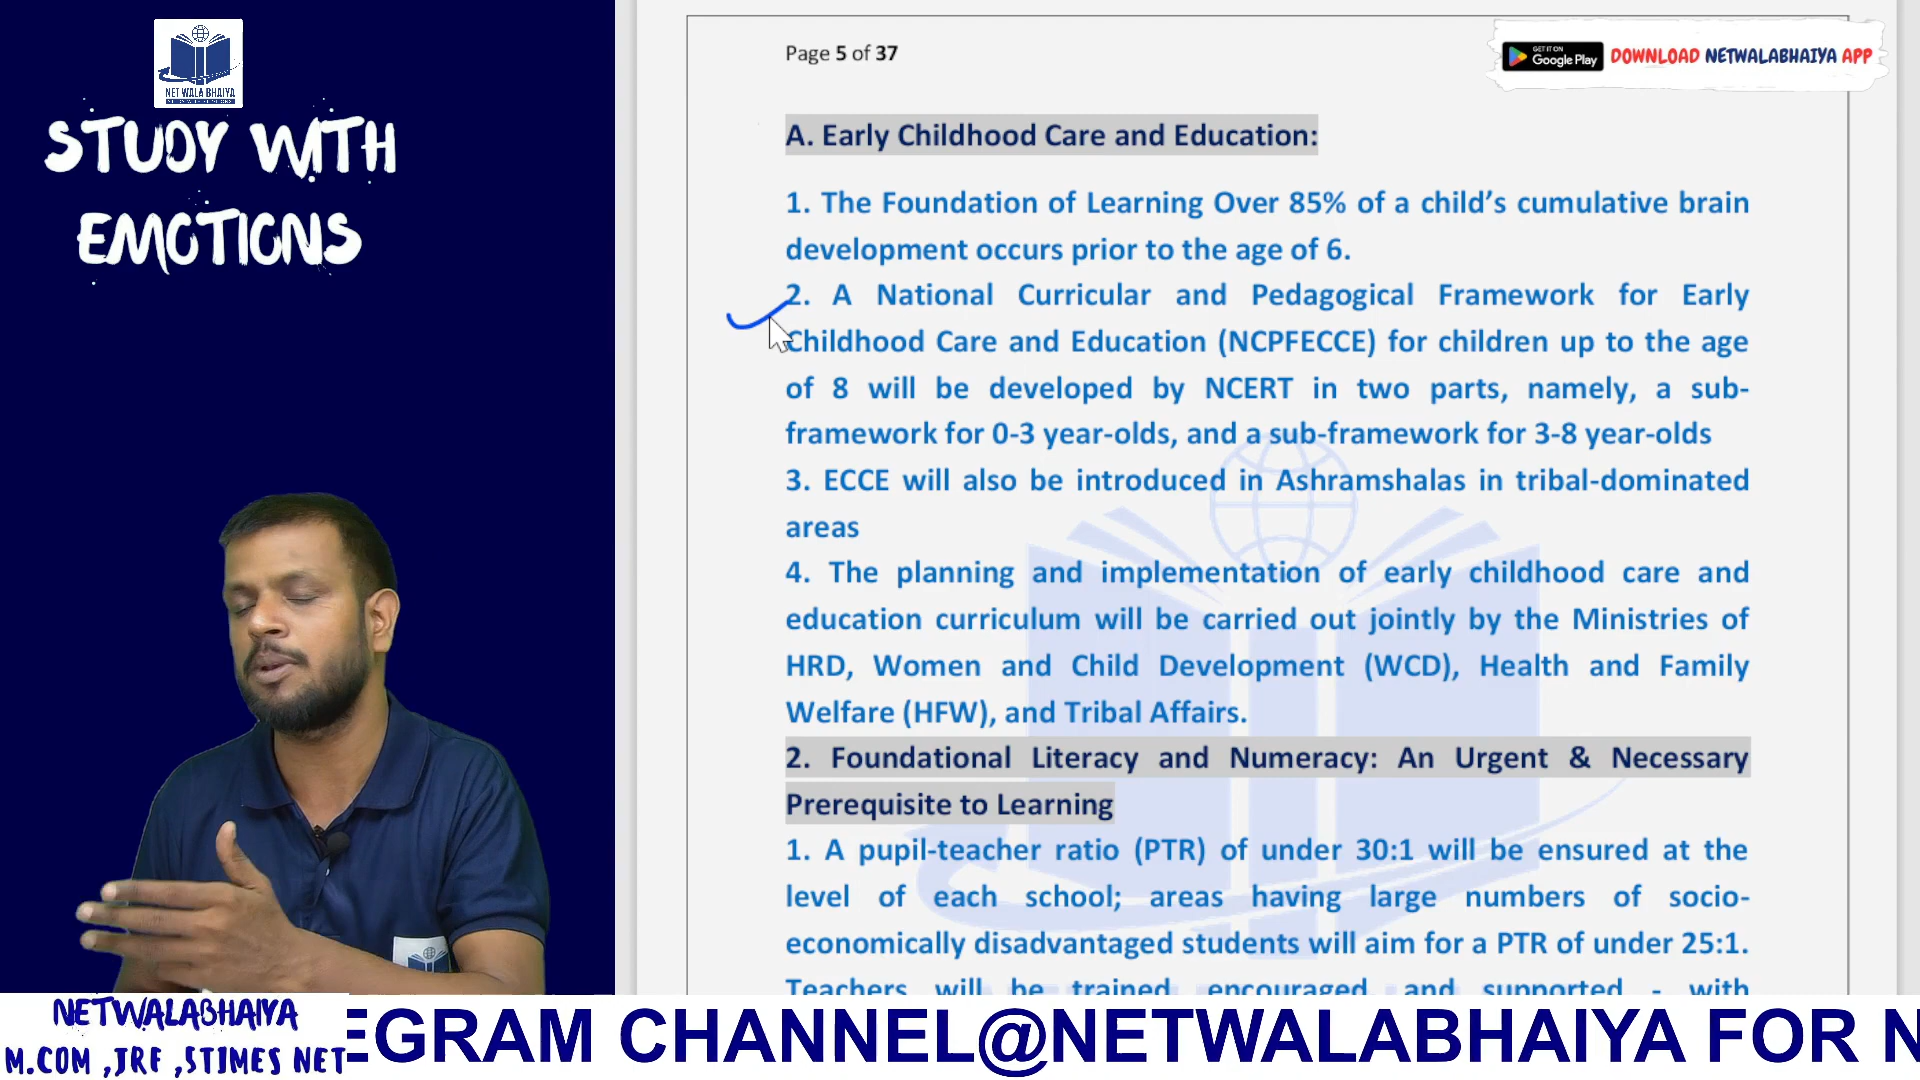 NET WALA BHAIYA
STUDY WITH
EMOTIONS
Page 5 of 37
GET IT ON
Google Play
DOWNLOAD NETWALABHAIYA APP
A. Early Childhood Care and Education:
1. The Foundation of Learning Over 85% of a child’s cumulative brain
development occurs prior to the age of 6.
2. A National Curricular and Pedagogical Framework for Early
Childhood Care and Education (NCPFECCE) for children up to the age
of 8 will be developed by NCERT in two parts, namely, a sub-
framework for 0-3 year-olds, and a sub-framework for 3-8 year-olds
3. ECCE will also be introduced in Ashramshalas in tribal-dominated
areas
4. The planning and implementation of early childhood care and
education curriculum will be carried out jointly by the Ministries of
HRD, Women and Child Development (WCD), Health and Family
Welfare (HFW), and Tribal Affairs.
2. Foundational Literacy and Numeracy: An Urgent & Necessary
Prerequisite to Learning
1. A pupil-teacher ratio (PTR) of under 30:1 will be ensured at the
level of each school; areas having large numbers of socio-
economically disadvantaged students will aim for a PTR of under 25:1.
Teachers will be trained, encouraged, and supported - with
NETWALABHAIYA
M.COM ,JRF ,5TIMES NET
EGRAM CHANNEL@NETWALABHAIYA FOR N